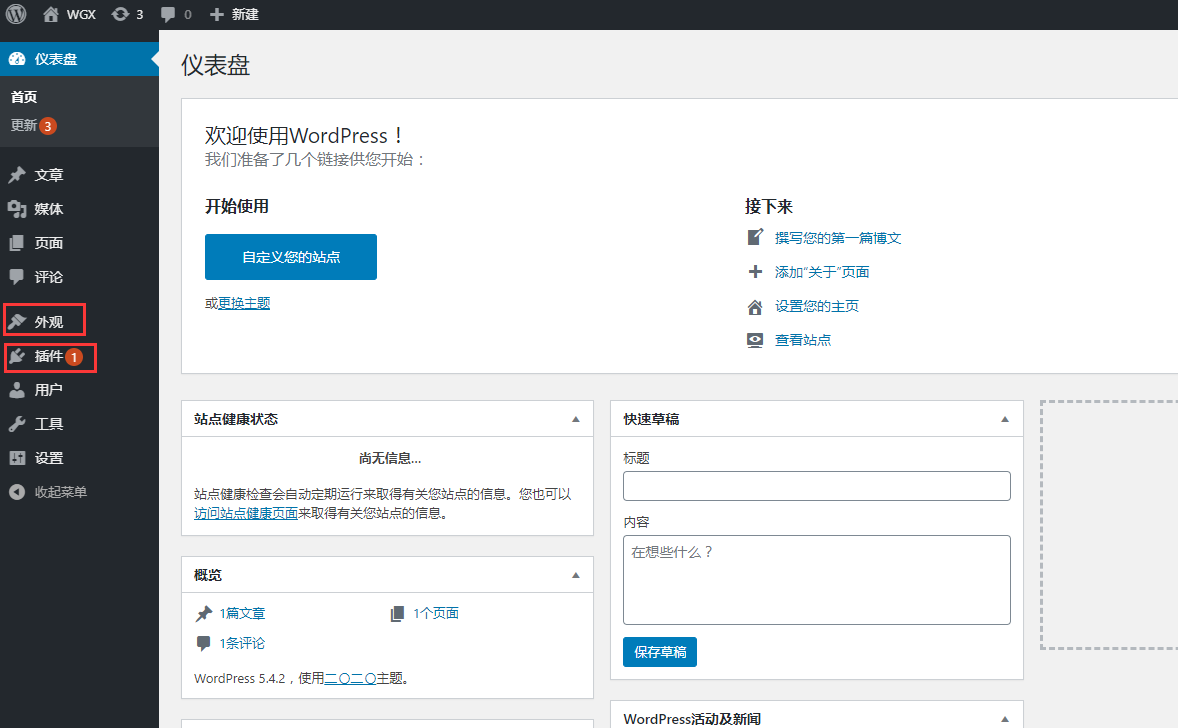 WGX 3 0 新建
仪表盘
首页
更新 3
文章
媒体
页面
评论
外观
插件 1
用户
工具
设置
收起菜单
仪表盘
欢迎使用WordPress！
我们准备了几个链接供您开始：
开始使用
自定义您的站点
或更换主题
接下来
撰写您的第一篇博文
添加“关于”页面
设置您的主页
查看站点
站点健康状态
尚无信息…
站点健康检查会自动定期运行来取得有关您站点的信息。您也可以
访问站点健康页面来取得有关您站点的信息。
概览
1篇文章
1个页面
1条评论
WordPress 5.4.2，使用二〇二〇主题。
快速草稿
标题
内容
在想些什么？
保存草稿
WordPress活动及新闻